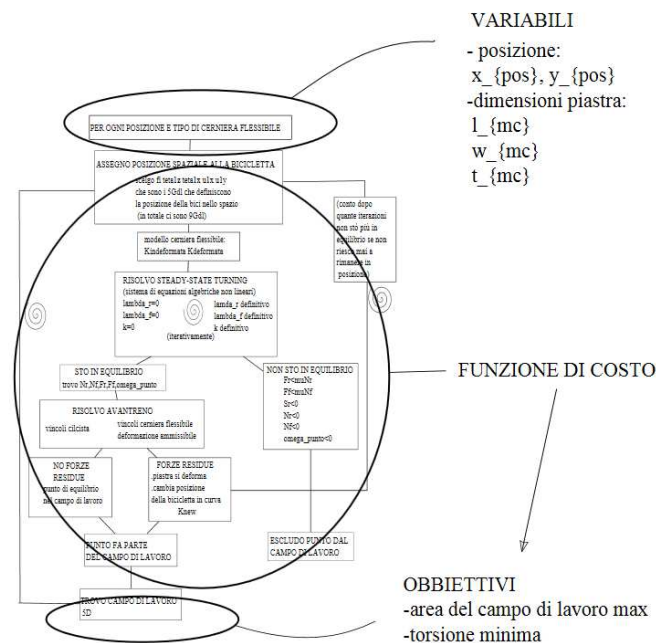 VARIABILI
- posizione:
x_{pos}, y_{pos}
-dimensioni piastra:
l_{mc}
w_{mc}
t_{mc}
PER OGNI POSIZIONE E TIPO DI CERNIERA FLESSIBILE
ASSEGNO POSIZIONE SPAZIALE ALLA BICICLETTA
scelgo fi teta1z teta1x u1x u1y
che sono i 5Gdl che definiscono
la posizione della bici nello spazio
(in totale ci sono 9Gdl)
(conto dopo
quante iterazioni
non stò più in
equilibrio se non
riesco mai a
rimanere in
posizione)
modello cerniera flessibile:
Kindeformata Kdeformata
RISOLVO STEADY-STATE TURNING
(sistema di equazioni algebriche non lineari)
lambda_r=0
lambda_f=0
k=0
lamda_r definitivo
lambda_f definitivo
k definitivo
(iterativamente)
STO IN EQUILIBRIO
trovo Nr,Nf,Fr,Ff,omega_punto
NON STO IN EQUILIBRIO
Fr<muNr
Ff<muNf
Sr<0
Nr<0
Nf<0
omega_punto<0
FUNZIONE DI COSTO
RISOLVO AVANTRENO
vincoli cilcista
vincoli cerniera flessibile
deformazione ammissibile
NO FORZE
RESIDUE
punto di equilibrio
nel campo di lavoro
FORZE RESIDUE
.piastra si deforma
.cambia posizione
della bicicletta in curva
Knew
PUNTO FA PARTE
DEL CAMPO DI LAVORO
ESCLUDO PUNTO DAL
CAMPO DI LAVORO
TROVO CAMPO DI LAVORO
5D
OBBIETTIVI
-area del campo di lavoro max
-torsione minima